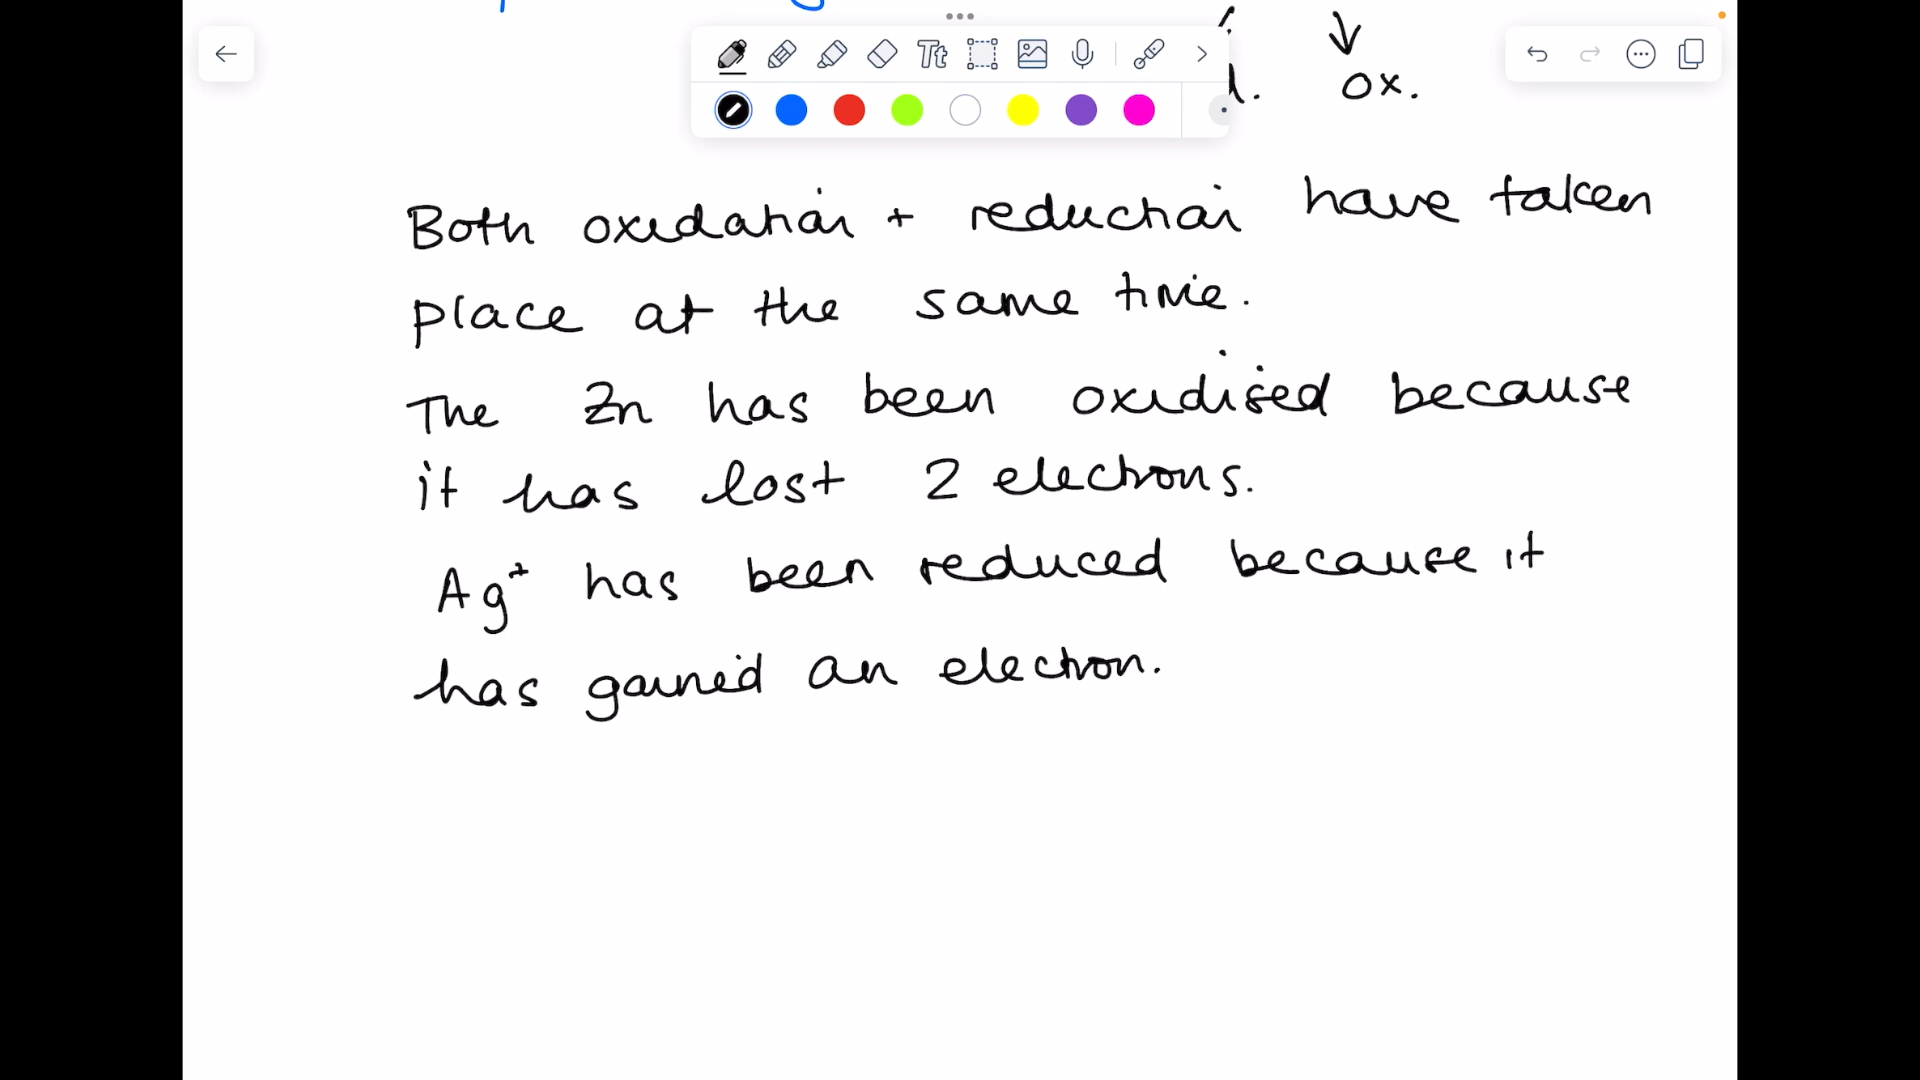 ox.
Tt
Both oxidation + reduction have taken
place at the same time.
The Zn has been oxidised because
it has lost 2 electrons.
Ag⁺ has been reduced because it
has gained an electron.